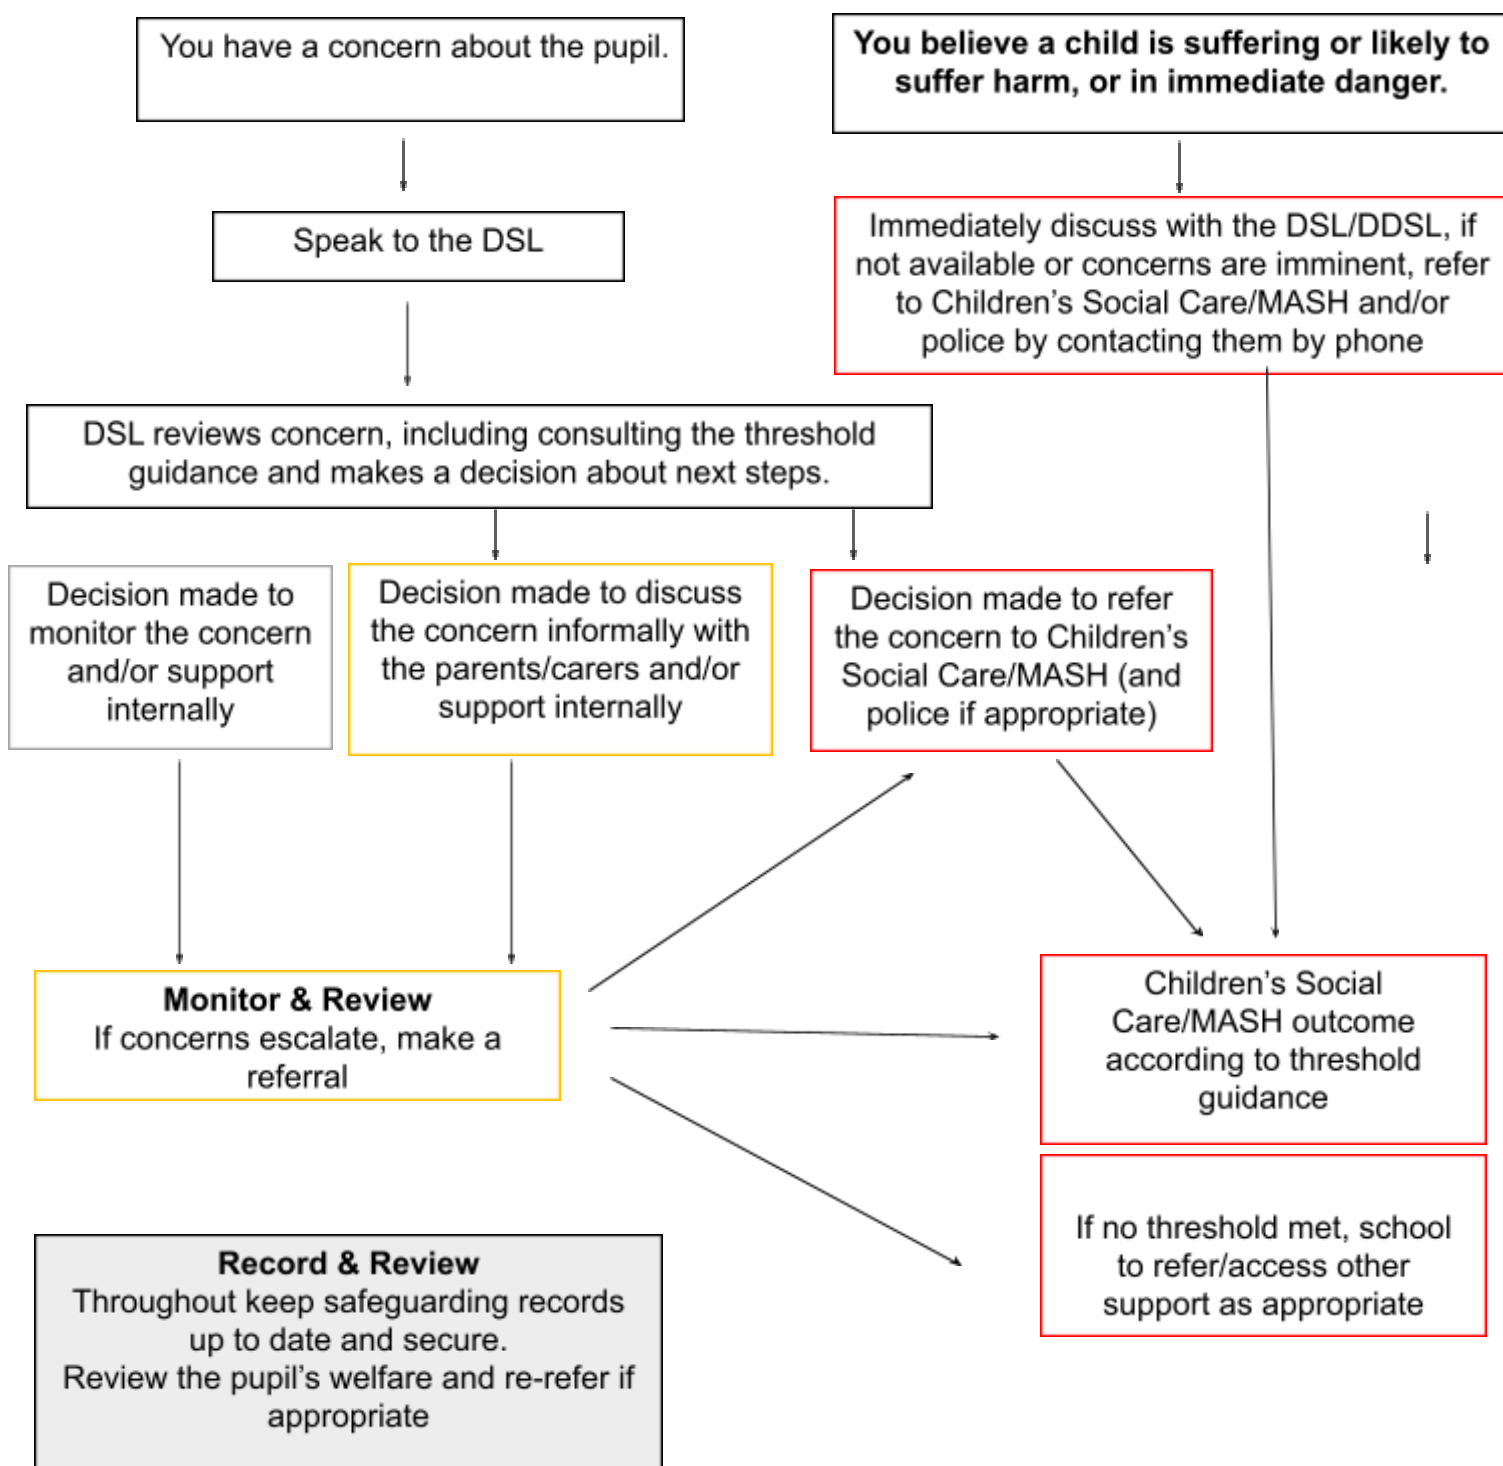 You have a concern about the pupil.
You believe a child is suffering or likely to
suffer harm, or in immediate danger.
Speak to the DSL
Immediately discuss with the DSL/DDSL, if
not available or concerns are imminent, refer
to Children’s Social Care/MASH and/or
police by contacting them by phone
DSL reviews concern, including consulting the threshold
guidance and makes a decision about next steps.
Decision made to
monitor the concern
and/or support
internally
Decision made to discuss
the concern informally with
the parents/carers and/or
support internally
Decision made to refer
the concern to Children’s
Social Care/MASH (and
police if appropriate)
Monitor & Review
If concerns escalate, make a
referral
Children’s Social
Care/MASH outcome
according to threshold
guidance
If no threshold met, school
to refer/access other
support as appropriate
Record & Review
Throughout keep safeguarding records
up to date and secure.
Review the pupil’s welfare and re-refer if
appropriate